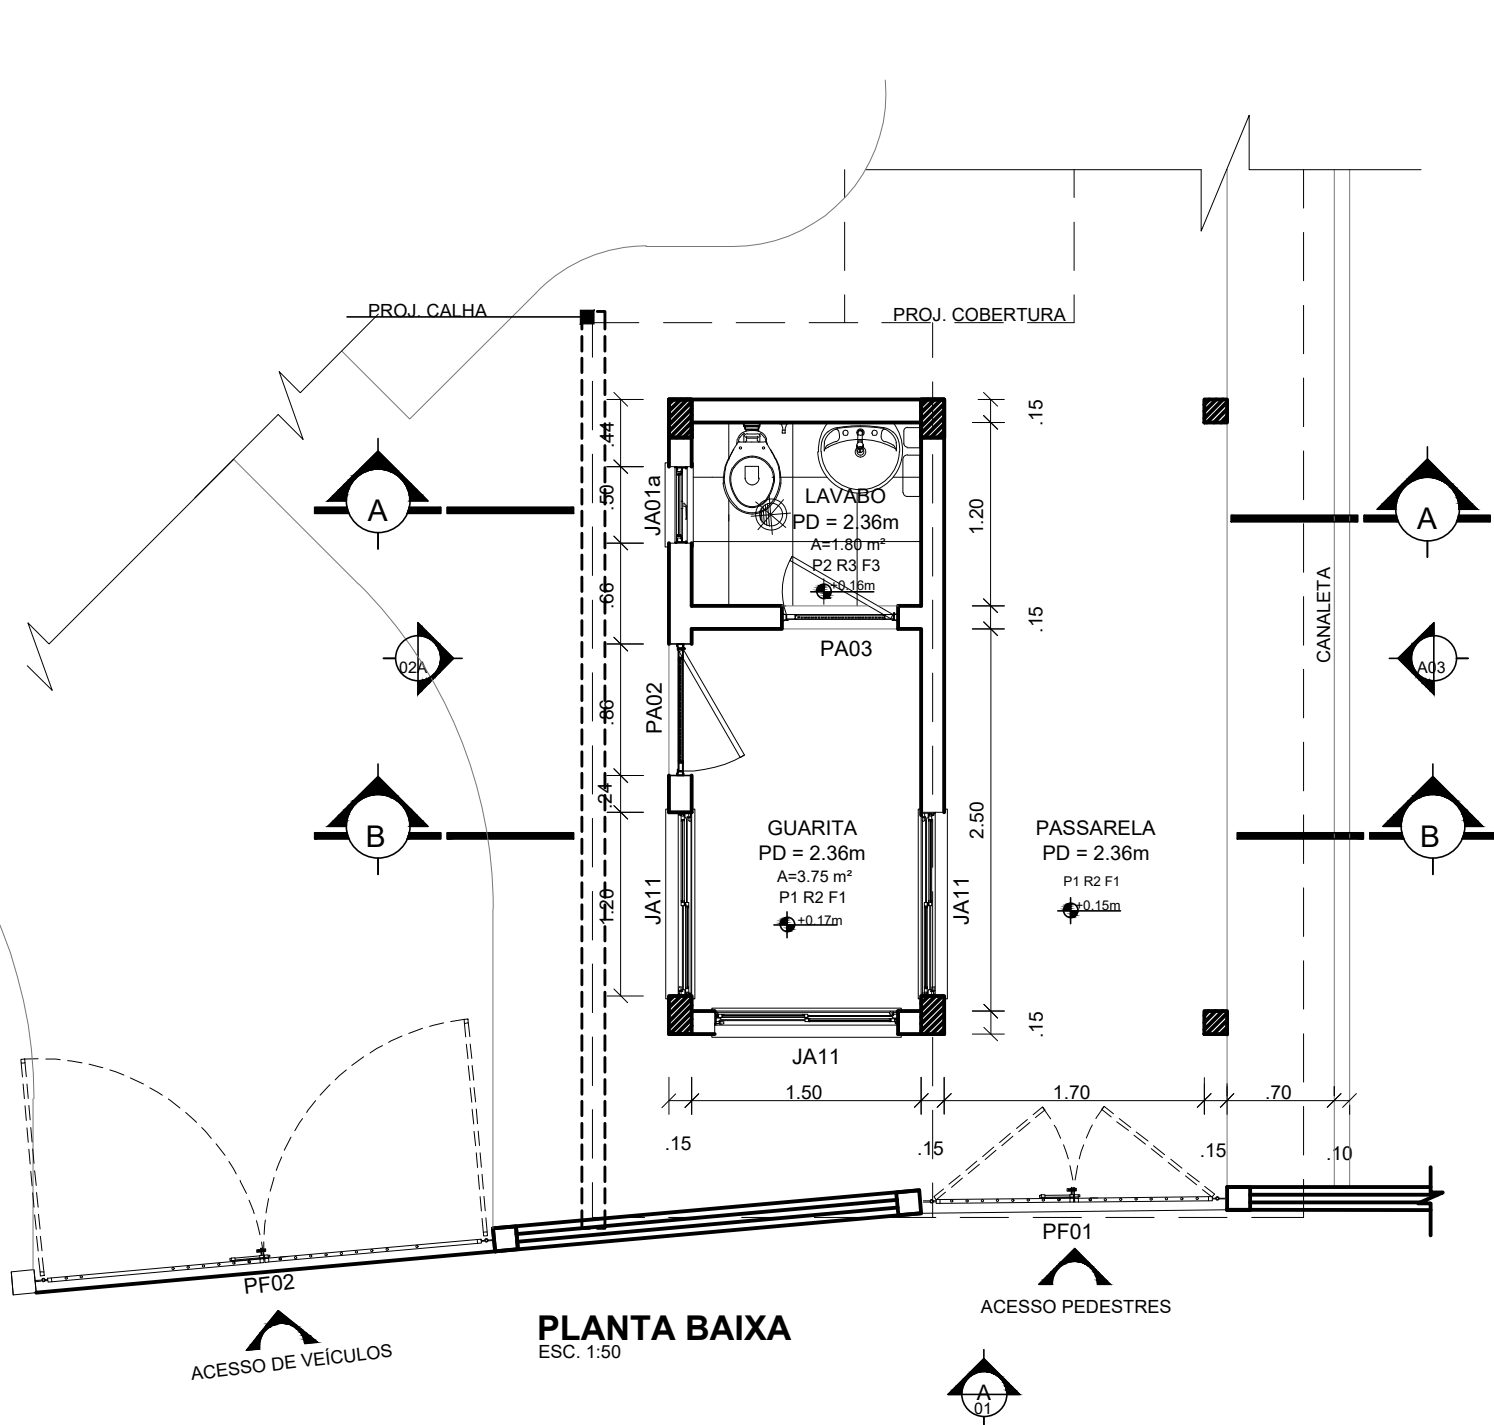 PROJ. CALHA
PROJ. COBERTURA
.15
.44
.50
JA01a
LAVABO
PD = 2.36m
A=1.80 m²
P2 R3 F3
+0.16m
1.20
A
A
.66
.15
CANALETA
PA03
02A
A03
.86
PA02
.24
B
B
GUARITA
PD = 2.36m
A=3.75 m²
P1 R2 F1
+0.17m
2.50
PASSARELA
PD = 2.36m
P1 R2 F1
+0.15m
1.20
JA11
JA11
.15
JA11
1.50
1.70
.70
.15
.15
.15
.10
PF01
PF02
ACESSO PEDESTRES
ACESSO DE VEÍCULOS
PLANTA BAIXA
ESC. 1:50
A
01